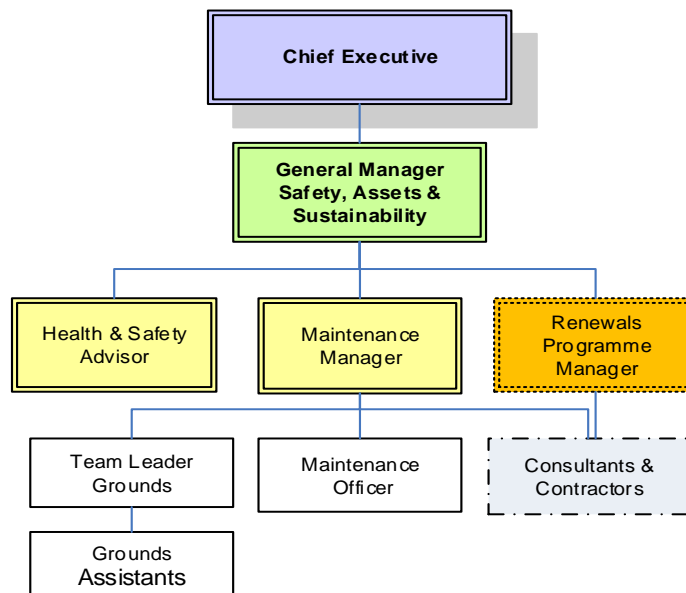 Chief Executive
General Manager
Safety, Assets &
Sustainability
Health & Safety
Advisor
Maintenance
Manager
Renewals
Programme
Manager
Team Leader
Grounds
Maintenance
Officer
Consultants &
Contractors
Grounds
Assistants